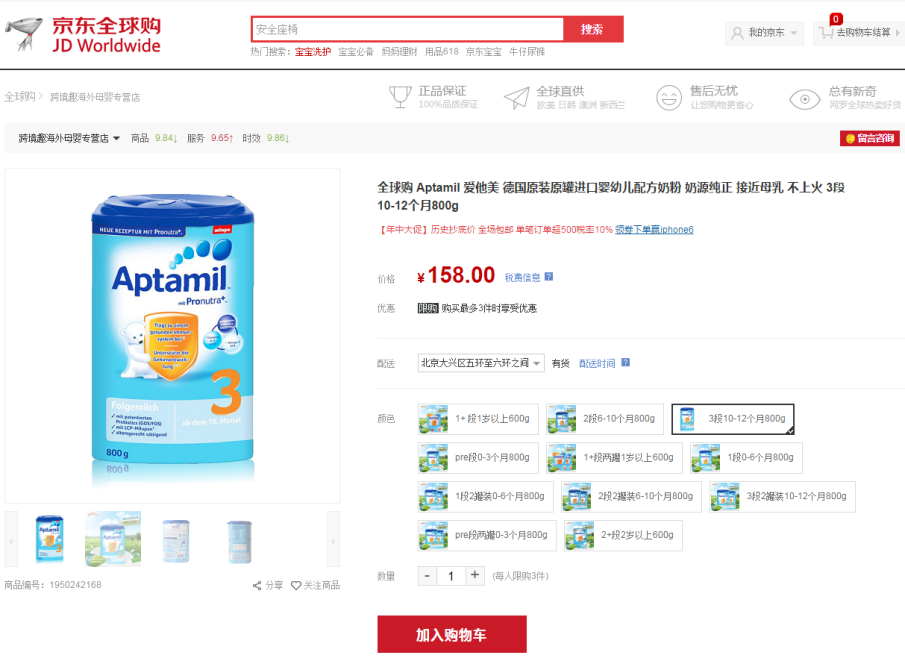 京东全球购
JD Worldwide
安全座椅
搜索
热门搜索： 宝宝洗护 宝宝必备 妈妈理财 用品618 京东宝宝 牛仔尿裤
我的京东
0
去购物车结算
全球购 > 跨境趣海外母婴专营店
正品保证
100%品质保证
全球直供
欧美 日韩 澳洲 新西兰
售后无忧
让您购物更省心
总有新奇
网罗全球热卖好货
跨境趣海外母婴专营店 商品 9.84↓ 服务 9.65↑ 时效 9.86↓
留言咨询
NEUE REZEPTUR MIT Pronutra+.
milupa
Aptamil
mit Pronutra+.
Trägt zu einem
gesunden Immun-
system bei.
Unterstützt die
Gehirnentwick-
lung
3
Folgemilch
ab dem 10. Monat
mit patentierten
Prebiotics (GOS/FOS)
mit LCP-Milupan
altersgerecht sättigend
800g
全球购 Aptamil 爱他美 德国原装原罐进口婴幼儿配方奶粉 奶源纯正 接近母乳 不上火 3段
10-12个月800g
【年中大促】历史抄底价 全场包邮 单笔订单超500税率10% 领券下单赢iphone6
价格 ¥158.00 税费信息 ?
优惠 限购 购买最多3件时享受优惠
配送 北京大兴区五环至六环之间 有货 配送时间 ?
颜色 1+ 段1岁以上600g 2段6-10个月800g 3段10-12个月800g
pre段0-3个月800g 1+段两罐1岁以上600g 1段0-6个月800g
1段2罐装0-6个月800g 2段2罐装6-10个月800g 3段2罐装10-12个月800g
pre段两罐0-3个月800g 2+段2岁以上600g
数量 - 1 + (每人限购3件)
商品编号： 1950242168 分享 关注商品
加入购物车